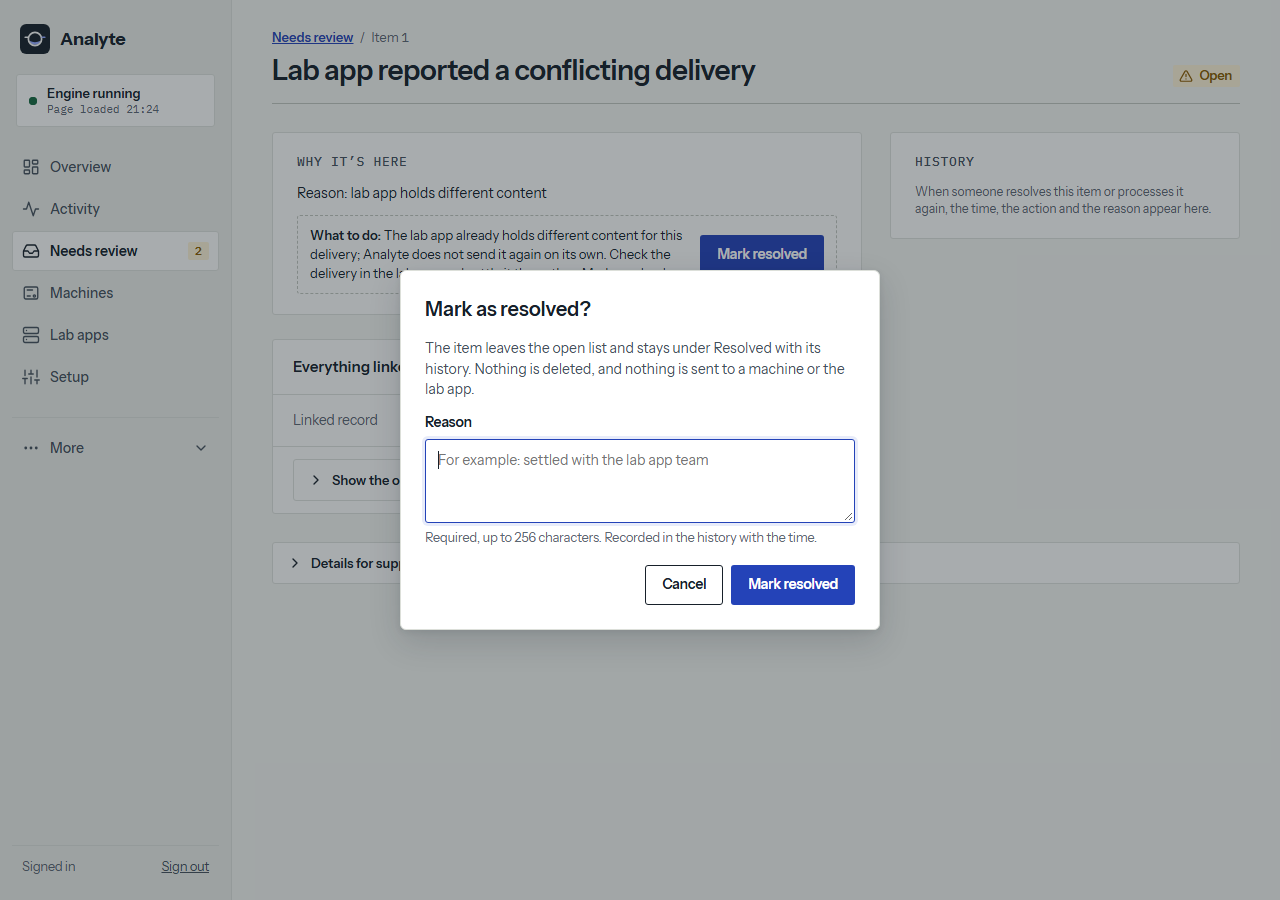 Analyte
Engine running
Page loaded 21:24
Overview
Activity
Needs review 2
Machines
Lab apps
Setup
More
Signed in Sign out
Needs review / Item 1
Lab app reported a conflicting delivery
Open
WHY IT’S HERE
Reason: lab app holds different content
What to do: The lab app already holds different content for this
delivery; Analyte does not send it again on its own. Check the
delivery in the
Mark resolved
HISTORY
When someone resolves this item or processes it
again, the time, the action and the reason appear here.
Everything
Linked record
Show the
Details for
Mark as resolved?
The item leaves the open list and stays under Resolved with its
history. Nothing is deleted, and nothing is sent to a machine or the
lab app.
Reason
For example: settled with the lab app team
Required, up to 256 characters. Recorded in the history with the time.
Cancel Mark resolved